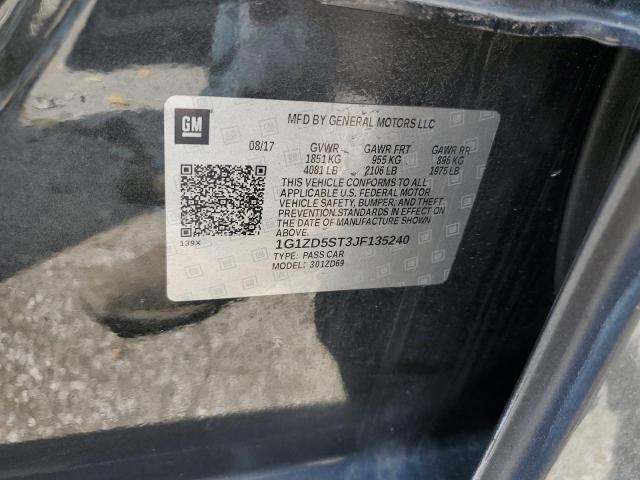 GM
MFD BY GENERAL MOTORS LLC
08/17 GVWR GAWR FRT GAWR RR
1851 KG 955 KG 896 KG
4081 LB 2106 LB 1975 LB
THIS VEHICLE CONFORMS TO ALL
APPLICABLE U.S. FEDERAL MOTOR
VEHICLE SAFETY, BUMPER, AND THEFT
PREVENTION STANDARDS IN EFFECT
ON THE DATE OF MANUFACTURE
SHOWN ABOVE.
139X
1G1ZD5ST3JF135240
TYPE: PASS CAR
MODEL: 301ZD69